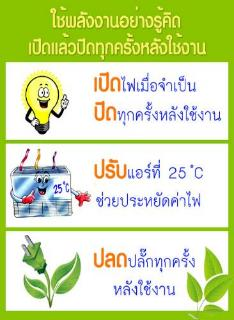 ใช้พลังงานอย่างรู้คิด
เปิดแล้วปิดทุกครั้งหลังใช้งาน
เปิดไฟเมื่อจำเป็น
ปิดทุกครั้งหลังใช้งาน
25 °C
ปรับแอร์ที่ 25 °C
ช่วยประหยัดค่าไฟ
ปลดปลั๊กทุกครั้ง
หลังใช้งาน